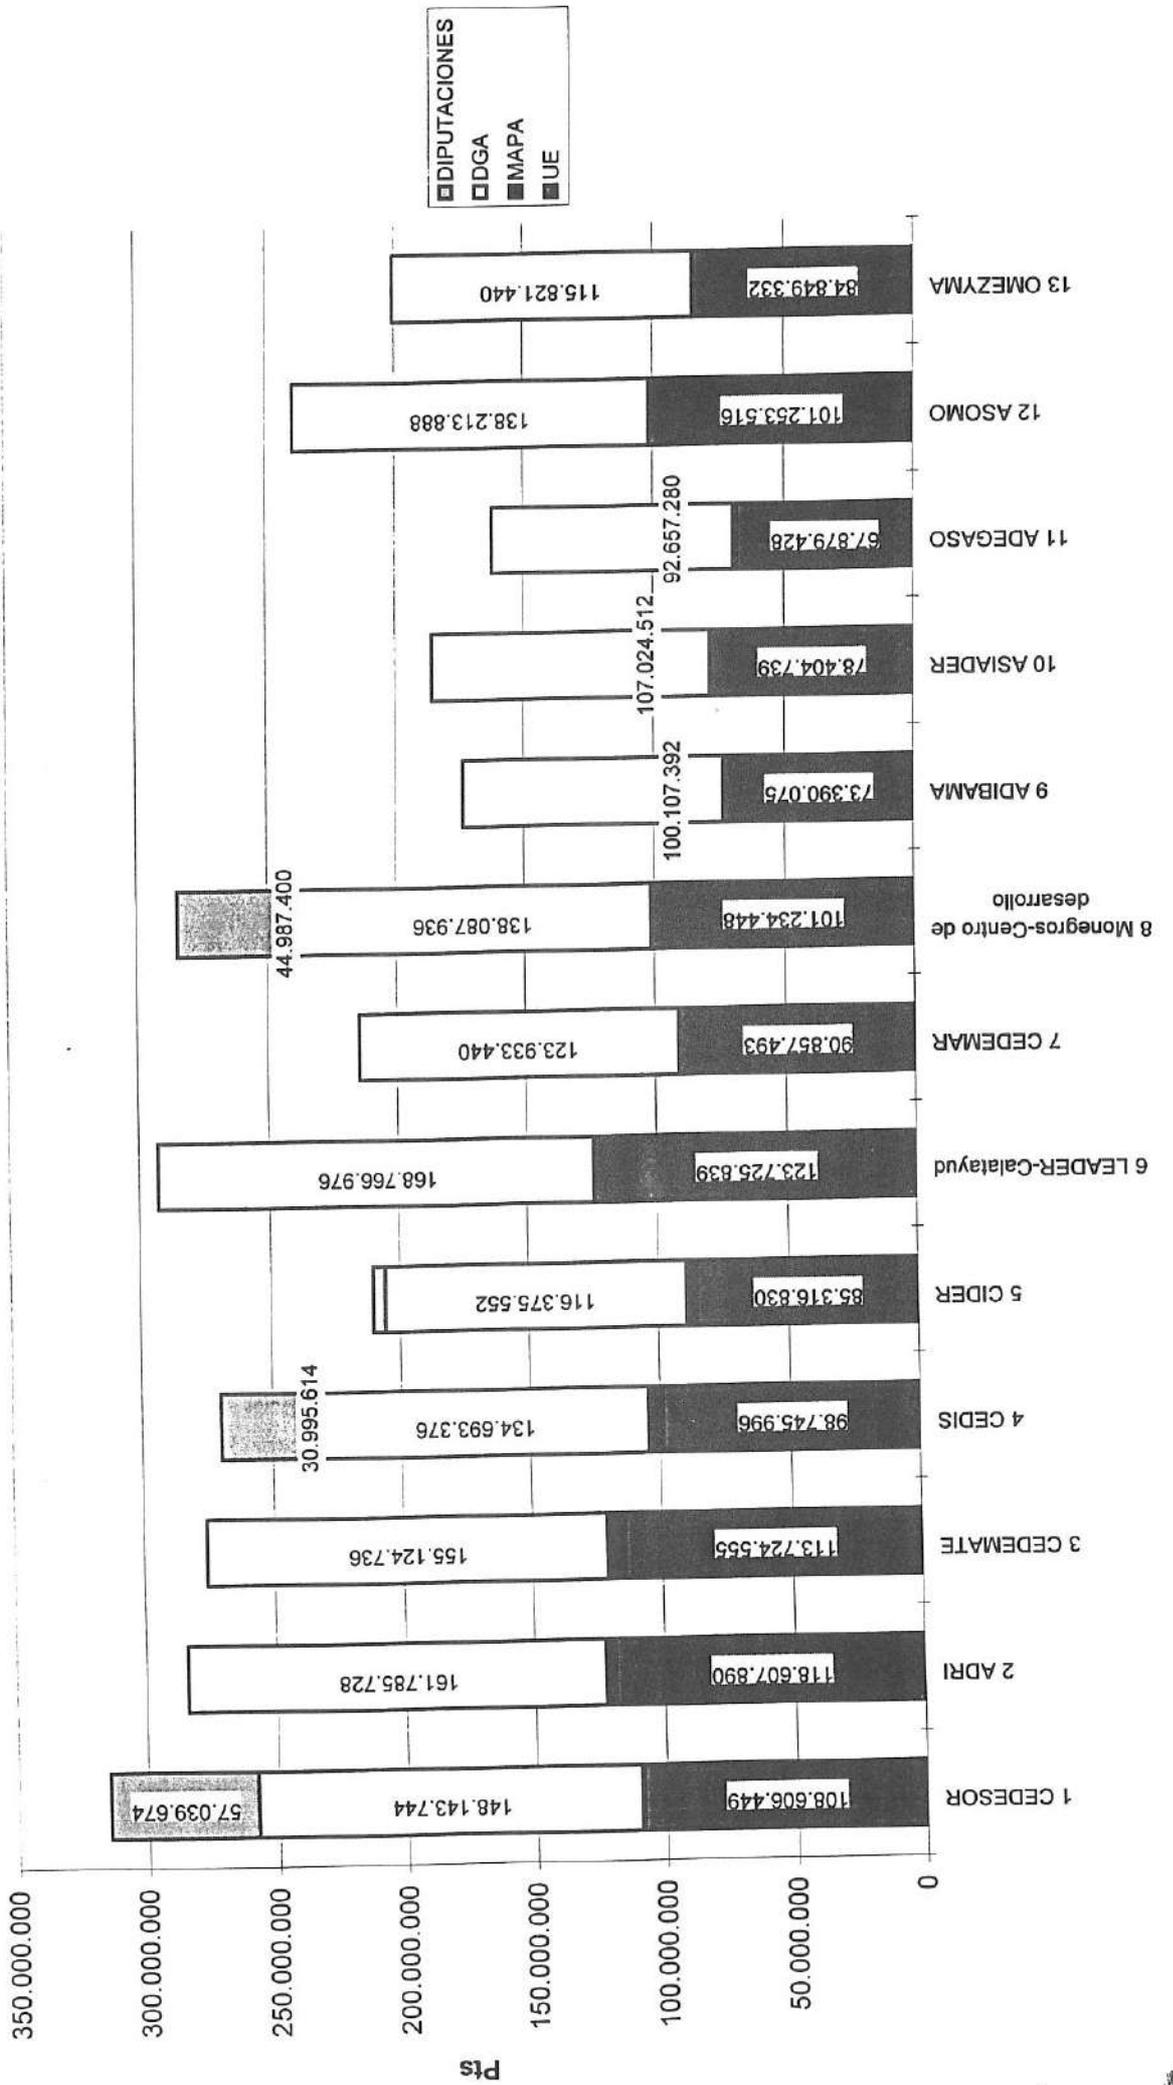 DIPUTACIONES
DGA
MAPA
UE
Pts
350.000.000
300.000.000
250.000.000
200.000.000
150.000.000
100.000.000
50.000.000
0
57.039.674
148.143.744
108.606.449
1 CEDESOR
161.785.728
118.607.890
2 ADRI
155.124.736
113.724.555
3 CEDEMATE
30.995.614
134.693.376
98.745.996
4 CEDIS
116.375.552
85.316.830
5 CIDER
168.766.976
123.725.839
6 LEADER-Calatayud
123.933.440
90.857.493
7 CEDEMAR
44.987.400
138.087.936
101.234.448
8 Monegros-Centro de
desarrollo
100.107.392
73.390.075
9 ADIBAMA
107.024.512
78.404.739
10 ASIADER
92.657.280
67.879.428
11 ADEGASO
138.213.888
101.253.516
12 ASOMO
115.821.440
84.849.332
13 OMEZYMA